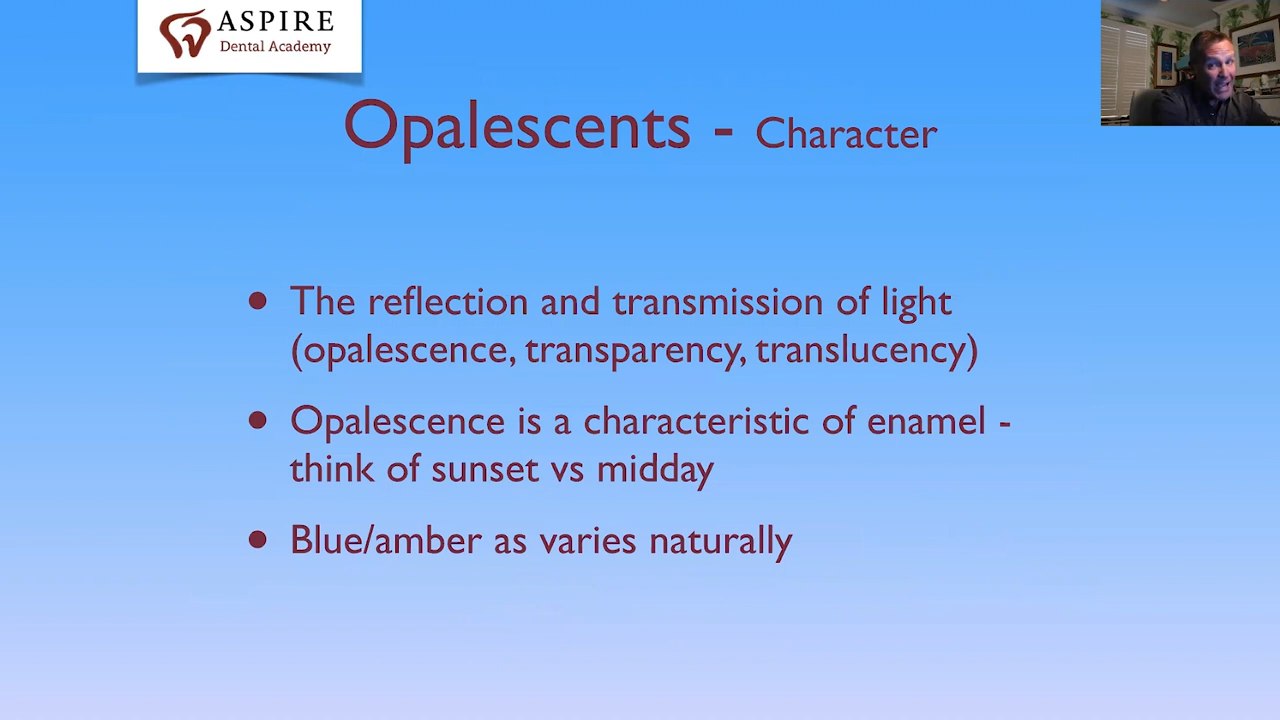 ASPIRE
Dental Academy
Opalescents - Character
• The reflection and transmission of light
(opalescence, transparency, translucency)
• Opalescence is a characteristic of enamel -
think of sunset vs midday
• Blue/amber as varies naturally